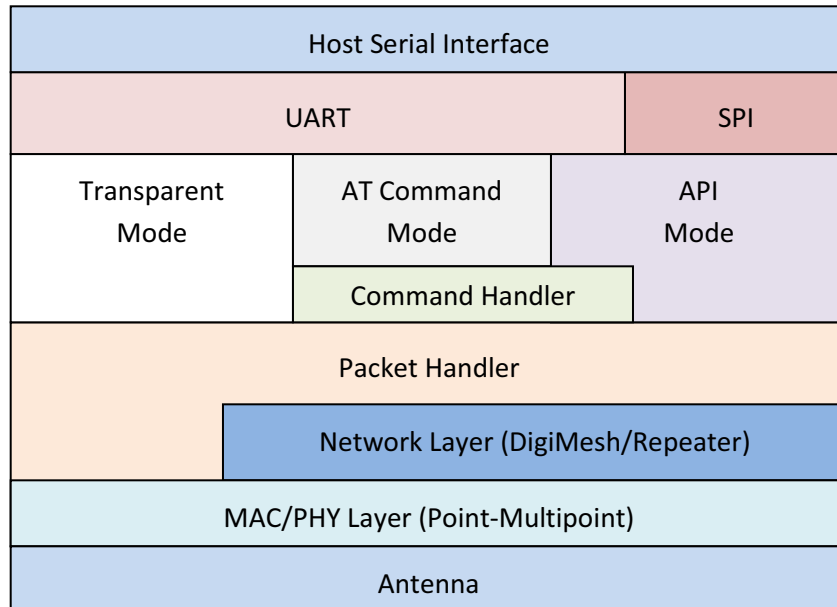 Host Serial Interface
UART
SPI
Transparent
Mode
AT Command
Mode
API
Mode
Command Handler
Packet Handler
Network Layer (DigiMesh/Repeater)
MAC/PHY Layer (Point-Multipoint)
Antenna